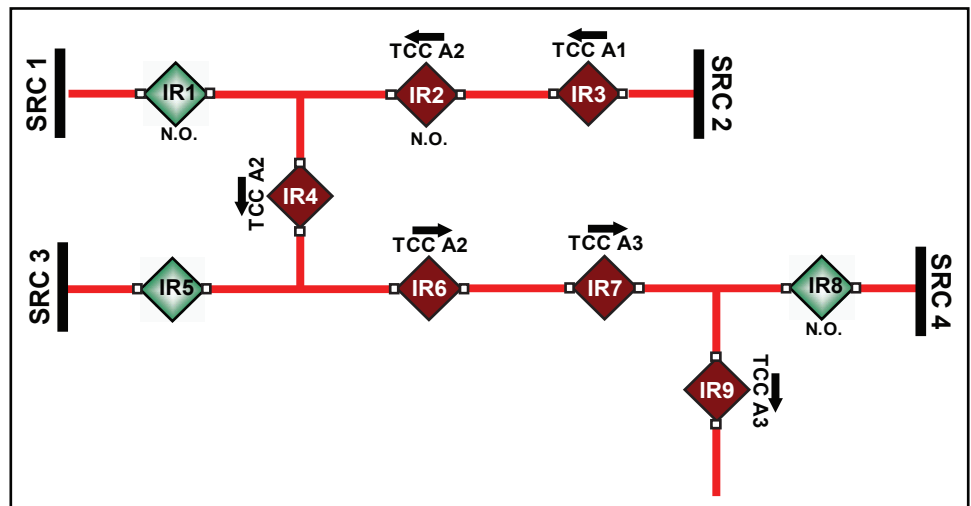 SRC 1
IR1
N.O.
TCC A2
IR2
N.O.
TCC A1
IR3
SRC 2
TCC A2
IR4
SRC 3
IR5
TCC A2
IR6
TCC A3
IR7
IR8
N.O.
SRC 4
IR9
TCC A3